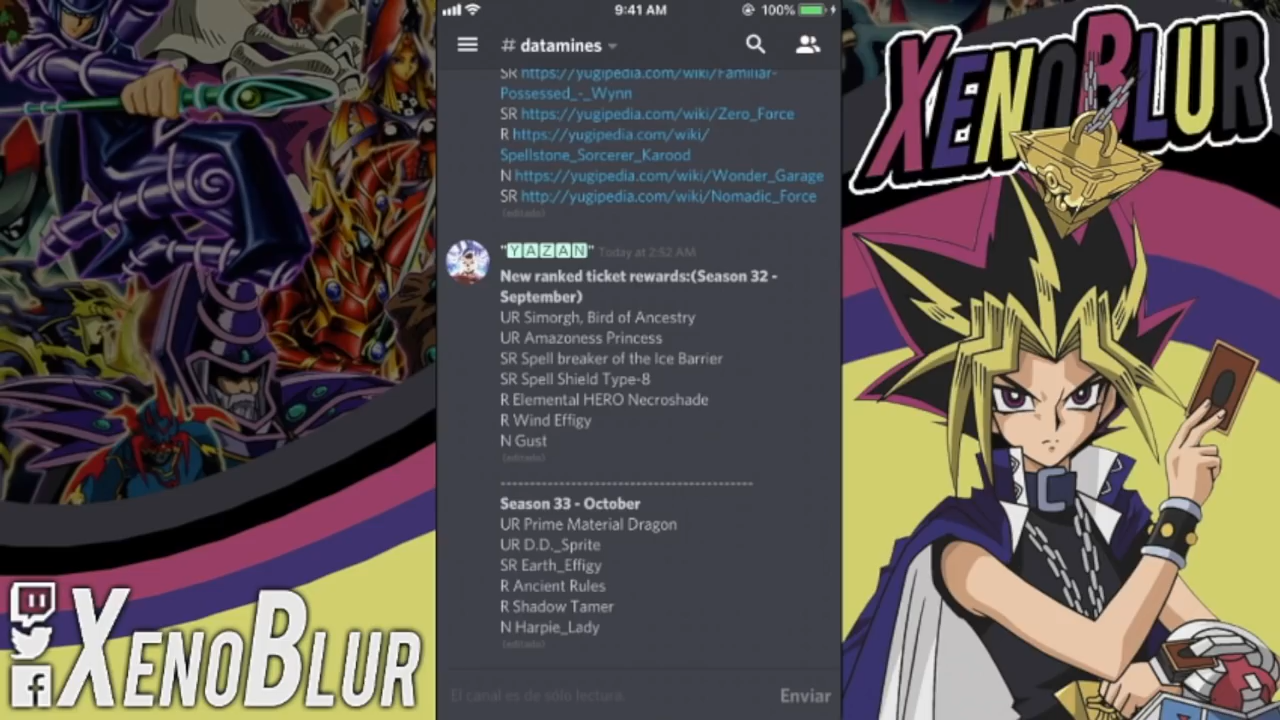 9:41 AM
100%
# datamines
SR https://yugipedia.com/wiki/Familiar-
Possessed_-_Wynn
SR https://yugipedia.com/wiki/Zero_Force
R https://yugipedia.com/wiki/
Spellstone_Sorcerer_Karood
N https://yugipedia.com/wiki/Wonder_Garage
SR http://yugipedia.com/wiki/Nomadic_Force
(editado)
"YAZAN" Today at 2:52 AM
New ranked ticket rewards:(Season 32 -
September)
UR Simorgh, Bird of Ancestry
UR Amazoness Princess
SR Spell breaker of the Ice Barrier
SR Spell Shield Type-8
R Elemental HERO Necroshade
R Wind Effigy
N Gust
(editado)
------------------------------------------
Season 33 - October
UR Prime Material Dragon
UR D.D._Sprite
SR Earth_Effigy
R Ancient Rules
R Shadow Tamer
N Harpie_Lady
(editado)
El canal es de sólo lectura.
Enviar
XENOBLUR
XENOBLUR